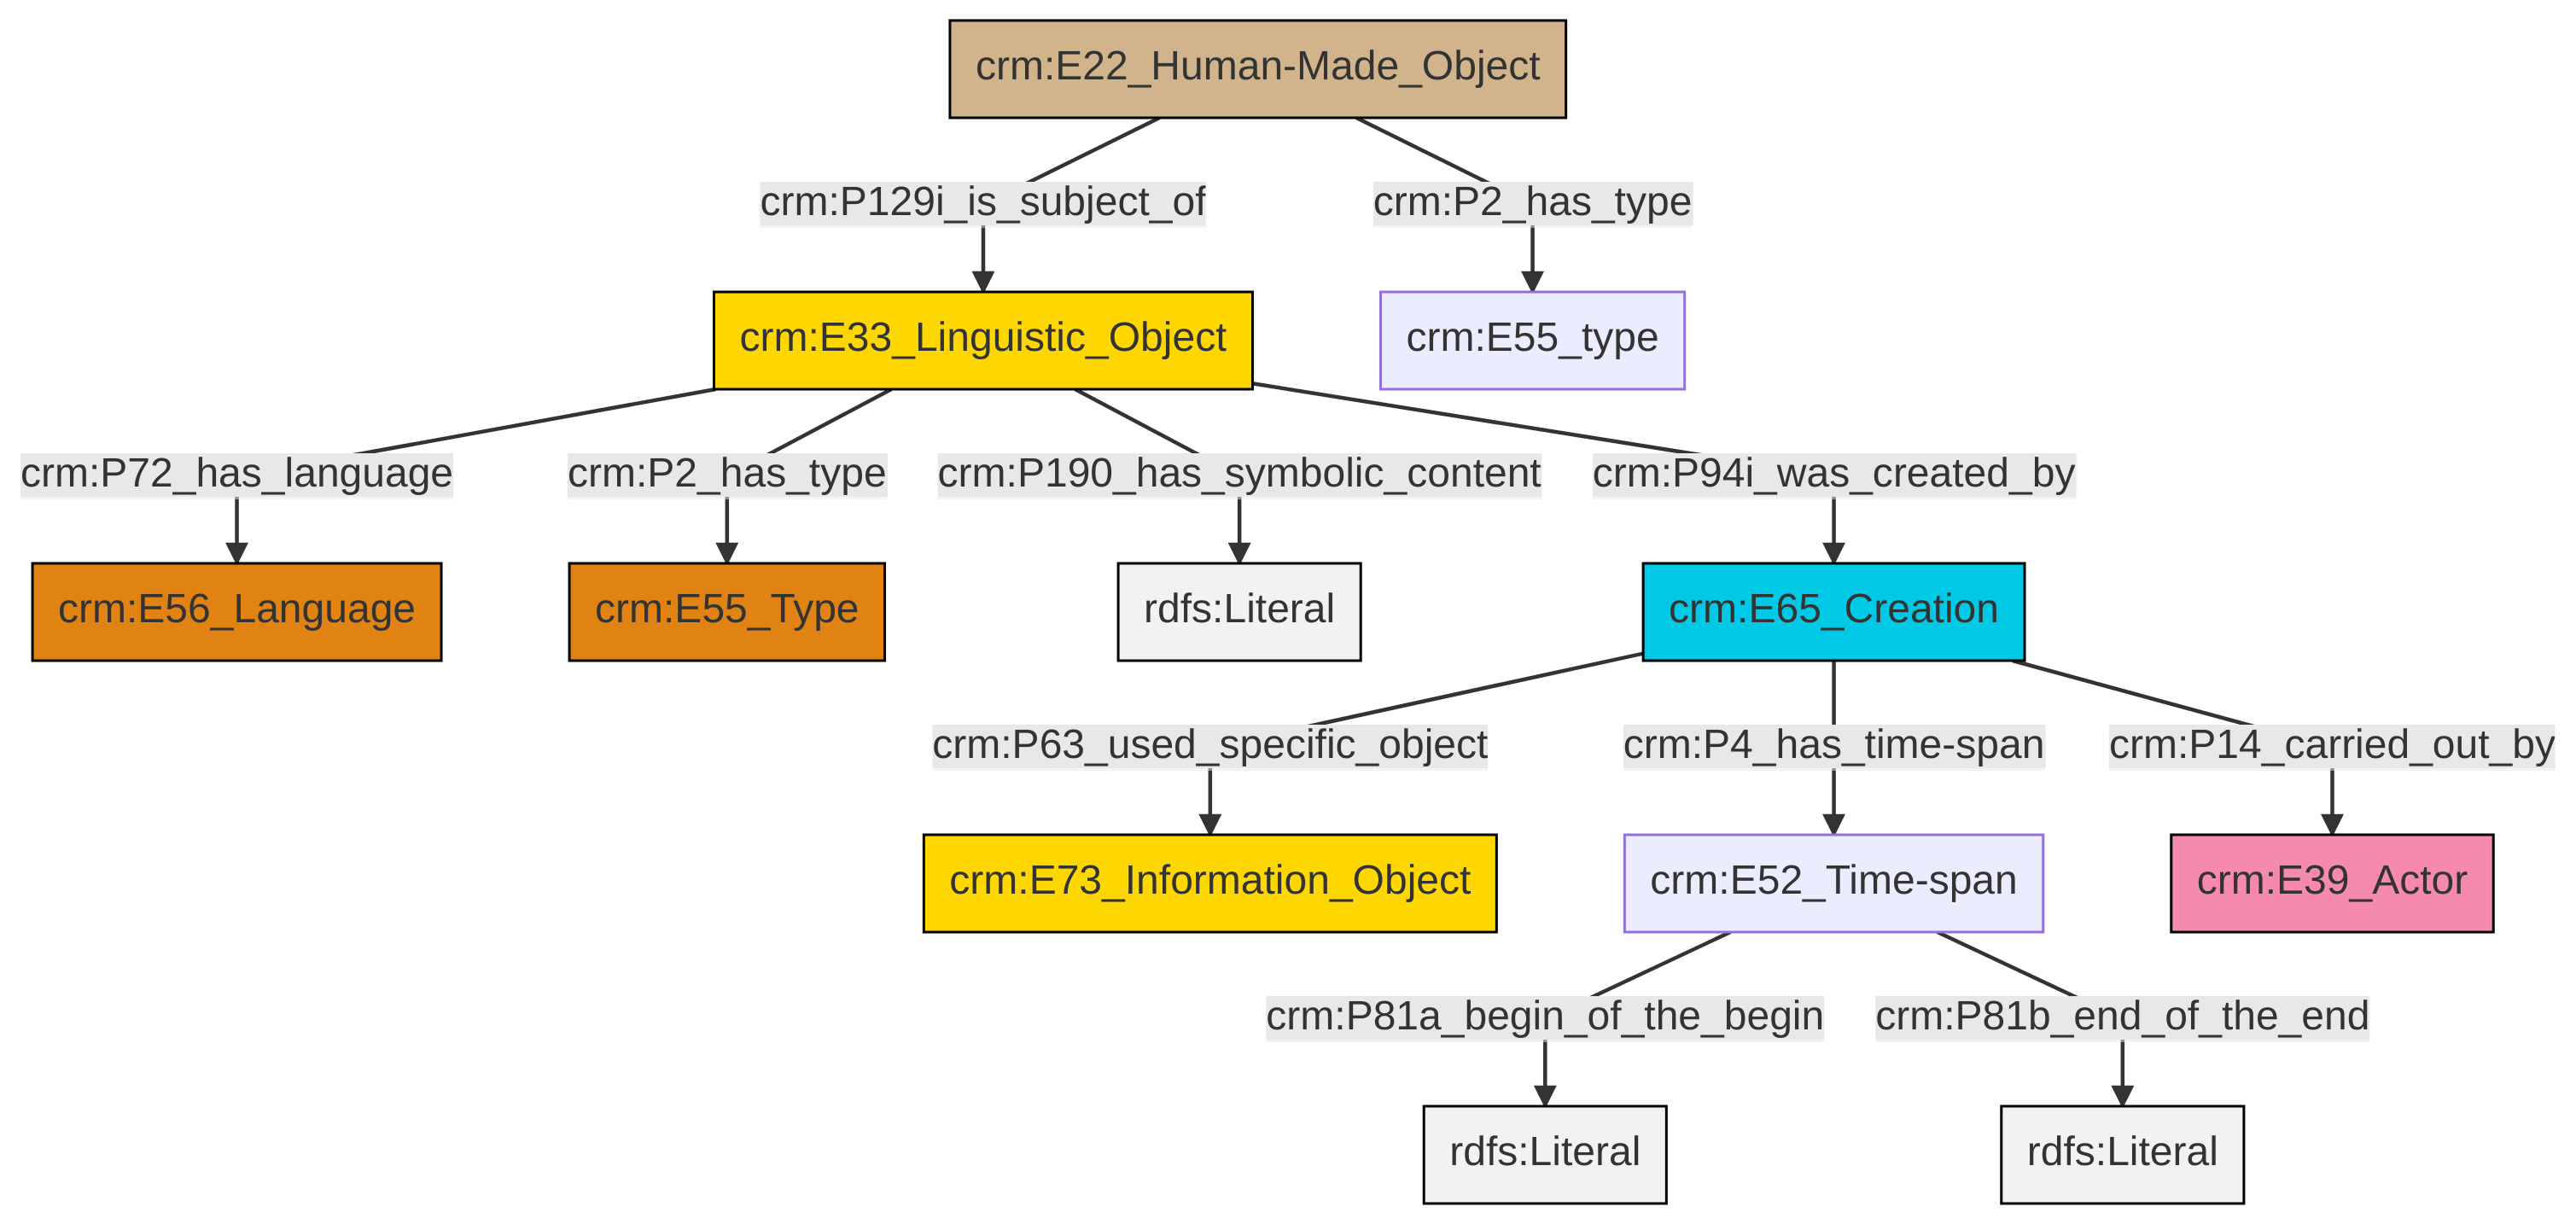 crm:E22_Human-Made_Object
crm:P129i_is_subject_of
crm:P2_has_type
crm:E33_Linguistic_Object
crm:E55_type
crm:P72_has_language
crm:P2_has_type
crm:P190_has_symbolic_content
crm:P94i_was_created_by
crm:E56_Language
crm:E55_Type
rdfs:Literal
crm:E65_Creation
crm:P63_used_specific_object
crm:P4_has_time-span
crm:P14_carried_out_by
crm:E73_Information_Object
crm:E52_Time-span
crm:E39_Actor
crm:P81a_begin_of_the_begin
crm:P81b_end_of_the_end
rdfs:Literal
rdfs:Literal